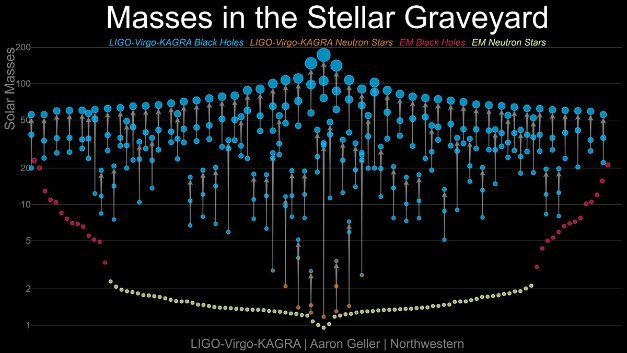 Masses in the Stellar Graveyard
LIGO-Virgo-KAGRA Black Holes LIGO-Virgo-KAGRA Neutron Stars EM Black Holes EM Neutron Stars
Solar Masses
200
100
50
20
10
5
2
1
LIGO-Virgo-KAGRA | Aaron Geller | Northwestern